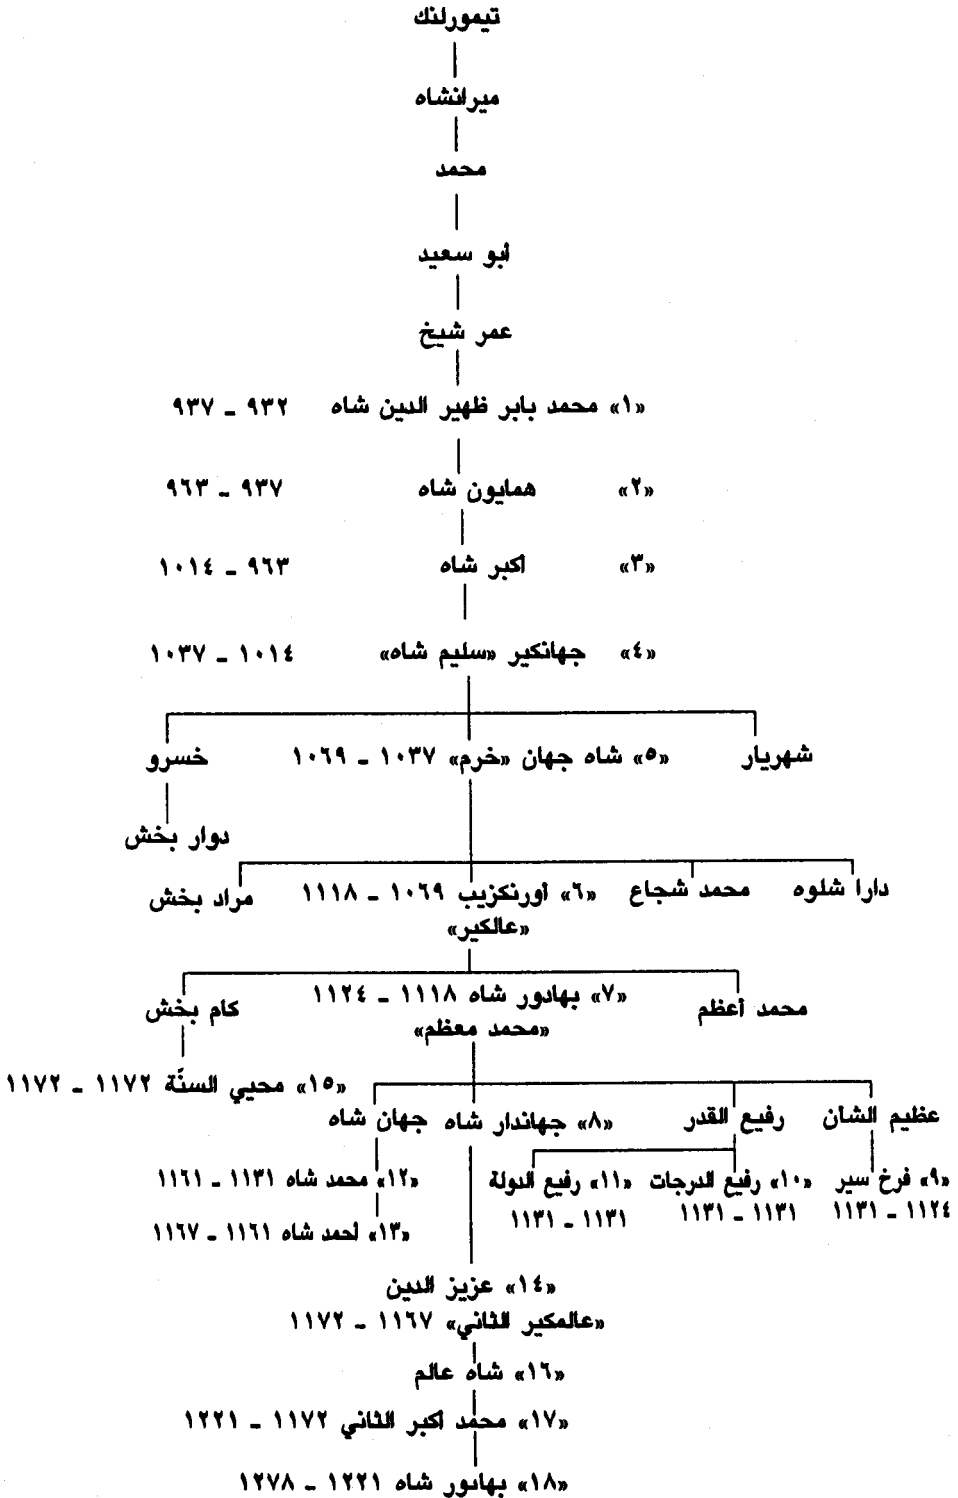 تيمورلنك
ميرانشاه
محمد
أبو سعيد
عمر شيخ
«١» محمد بابر ظهير الدين شاه ٩٣٢ ـ ٩٣٧
«٢» همايون شاه ٩٣٧ ـ ٩٦٣
«٣» أكبر شاه ٩٦٣ ـ ١٠١٤
«٤» جهانكير «سليم شاه» ١٠١٤ ـ ١٠٣٧
شهريار «٥» شاه جهان «خرم» ١٠٣٧ ـ ١٠٦٩ خسرو
دوار بخش
دارا شلوه محمد شجاع «٦» أورنكزيب ١٠٦٩ ـ ١١١٨ مراد بخش
«عالكير»
محمد أعظم «٧» بهادور شاه ١١١٨ ـ ١١٢٤ كام بخش
«محمد معظم»
«١٥» محيي السنّة ١١٧٢ ـ ١١٧٢
عظيم الشان رفيع القدر «٨» جهاندار شاه جهان شاه
«٩» فرخ سير «١٠» رفيع الدرجات «١١» رفيع الدولة «١٢» محمد شاه ١١٣١ ـ ١١٦١
١١٢٤ ـ ١١٣١ ١١٣١ ـ ١١٣١ ١١٣١ ـ ١١٣١
«١٣» أحمد شاه ١١٦١ ـ ١١٦٧
«١٤» عزيز الدين
«عالمكير الثاني» ١١٦٧ ـ ١١٧٢
«١٦» شاه عالم
«١٧» محمد أكبر الثاني ١١٧٢ ـ ١٢٢١
«١٨» بهادور شاه ١٢٢١ ـ ١٢٧٨